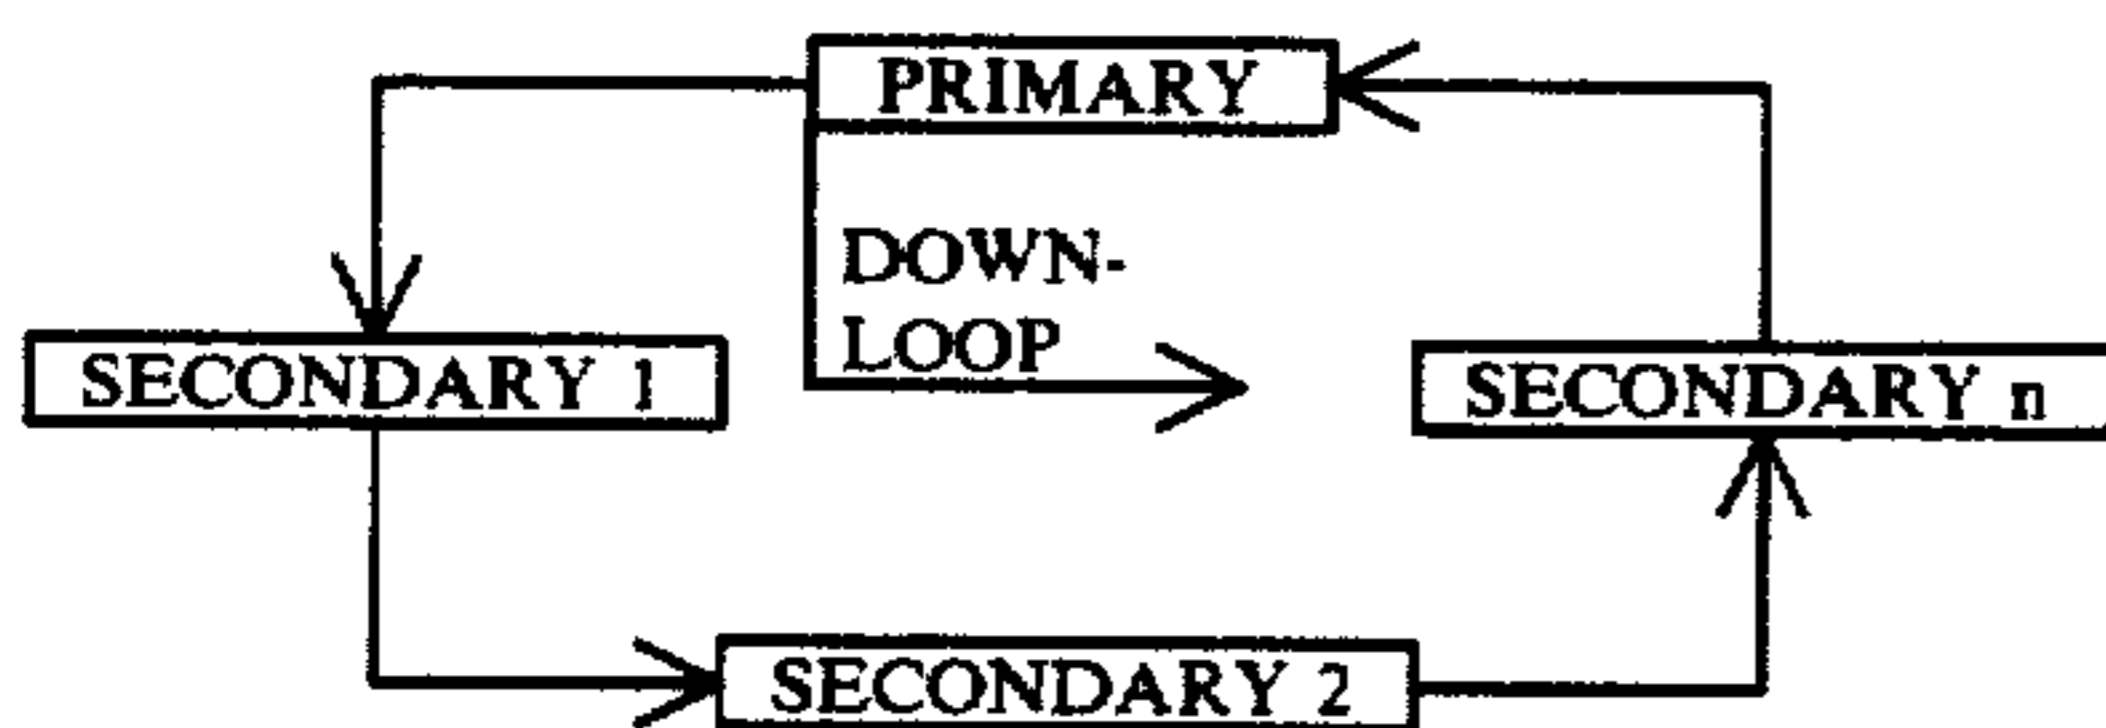 PRIMARY
DOWN-
LOOP
SECONDARY 1
SECONDARY n
SECONDARY 2